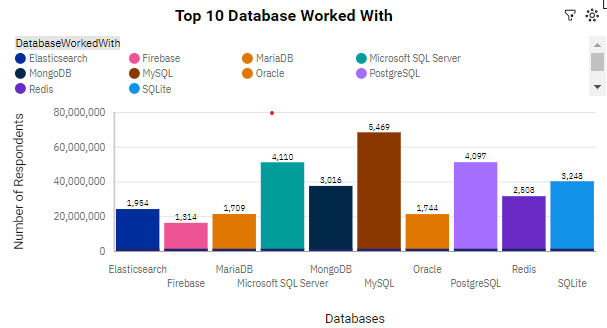 Top 10 Database Worked With
DatabaseWorkedWith
Elasticsearch Firebase MariaDB Microsoft SQL Server
MongoDB MySQL Oracle PostgreSQL
Redis SQLite
Number of Respondents
80,000,000
60,000,000
40,000,000
20,000,000
0
1,954 1,314 1,709 4,110 3,016 5,469 1,744 4,097 2,508 3,248
Elasticsearch MariaDB MongoDB Oracle Redis
Firebase Microsoft SQL Server MySQL PostgreSQL SQLite
Databases